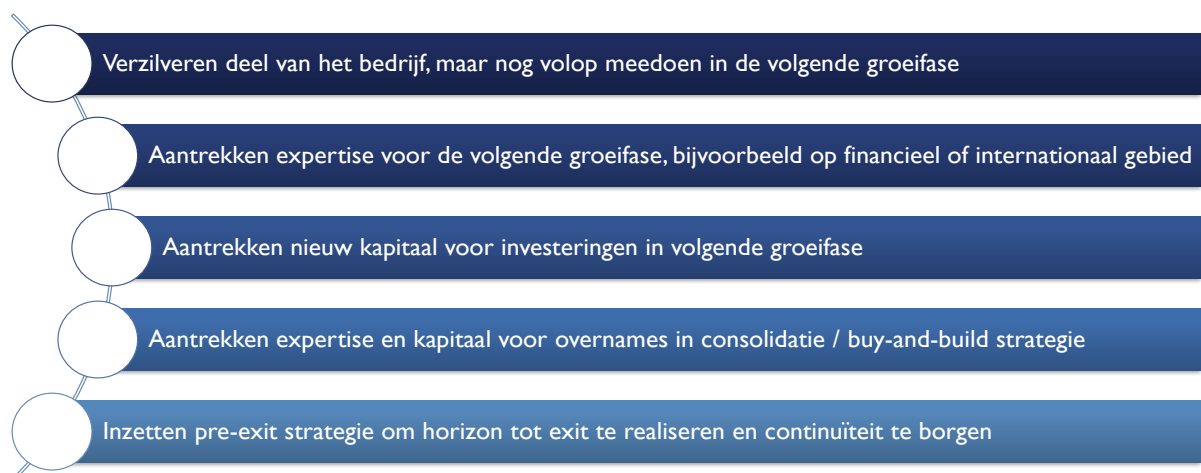 Verzilveren deel van het bedrijf, maar nog volop meedoen in de volgende groeifase
Aantrekken expertise voor de volgende groeifase, bijvoorbeeld op financieel of internationaal gebied
Aantrekken nieuw kapitaal voor investeringen in volgende groeifase
Aantrekken expertise en kapitaal voor overnames in consolidatie / buy-and-build strategie
Inzetten pre-exit strategie om horizon tot exit te realiseren en continuïteit te borgen